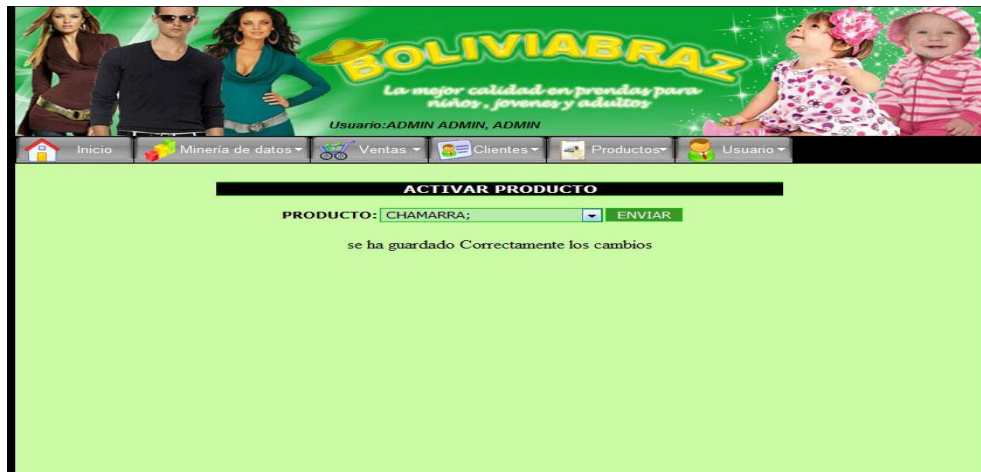 BOLIVIABRAZ
La mejor calidad en prendas para
niños, jovenes y adultos
Usuario:ADMIN ADMIN, ADMIN
Inicio Minería de datos Ventas Clientes Productos Usuario
ACTIVAR PRODUCTO
PRODUCTO: CHAMARRA; ENVIAR
se ha guardado Correctamente los cambios